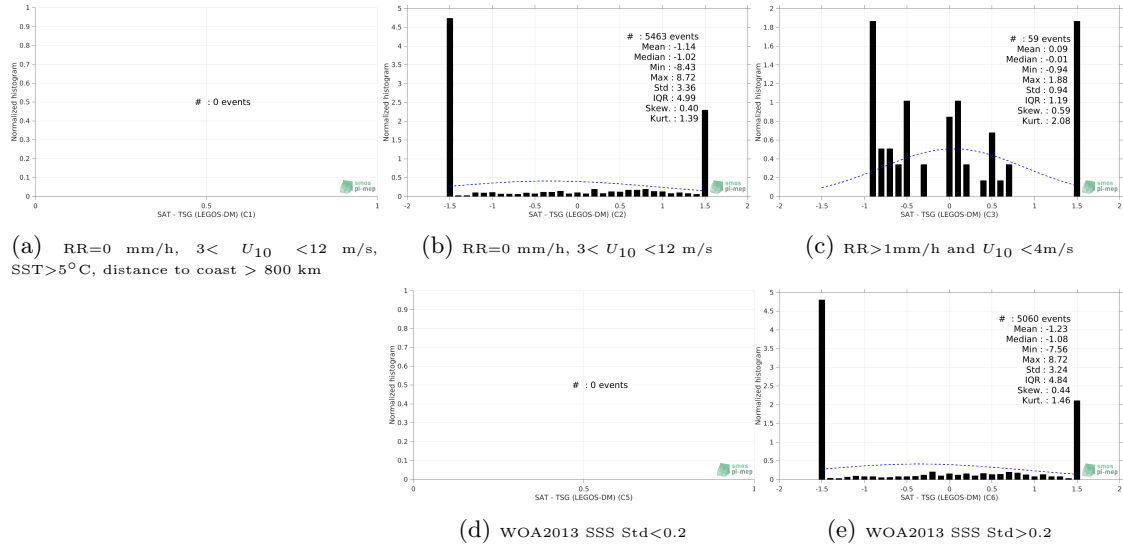 1
0.9
0.8
0.7
0.6
0.5
0.4
0.3
0.2
0.1
0
Normalized histogram
# : 0 events
0
0.5
1
SAT - TSG (LEGOS-DM) (C1)
smos
pi-mep
(a) RR=0 mm/h, 3< U10 <12 m/s,
SST>5°C, distance to coast > 800 km
5
4.5
4
3.5
3
2.5
2
1.5
1
0.5
0
Normalized histogram
# : 5463 events
Mean : -1.14
Median : -1.02
Min : -8.43
Max : 8.72
Std : 3.36
IQR : 4.99
Skew. : 0.40
Kurt. : 1.39
-2
-1.5
-1
-0.5
0
0.5
1
1.5
2
SAT - TSG (LEGOS-DM) (C2)
smos
pi-mep
(b) RR=0 mm/h, 3< U10 <12 m/s
2
1.8
1.6
1.4
1.2
1
0.8
0.6
0.4
0.2
0
Normalized histogram
# : 59 events
Mean : 0.09
Median : -0.01
Min : -0.94
Max : 1.88
Std : 0.94
IQR : 1.19
Skew. : 0.59
Kurt. : 2.08
-2
-1.5
-1
-0.5
0
0.5
1
1.5
2
SAT - TSG (LEGOS-DM) (C3)
smos
pi-mep
(c) RR>1mm/h and U10 <4m/s
1
0.9
0.8
0.7
0.6
0.5
0.4
0.3
0.2
0.1
0
Normalized histogram
# : 0 events
0
0.5
1
SAT - TSG (LEGOS-DM) (C5)
smos
pi-mep
(d) WOA2013 SSS Std<0.2
5
4.5
4
3.5
3
2.5
2
1.5
1
0.5
0
Normalized histogram
# : 5060 events
Mean : -1.23
Median : -1.08
Min : -7.56
Max : 8.72
Std : 3.24
IQR : 4.84
Skew. : 0.44
Kurt. : 1.46
-2
-1.5
-1
-0.5
0
0.5
1
1.5
2
SAT - TSG (LEGOS-DM) (C6)
smos
pi-mep
(e) WOA2013 SSS Std>0.2